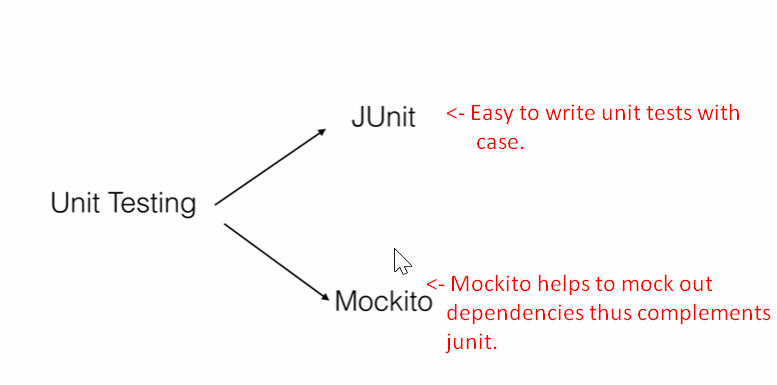 JUnit <- Easy to write unit tests with
case.
Unit Testing
<- Mockito helps to mock out
Mockito dependencies thus complements
junit.